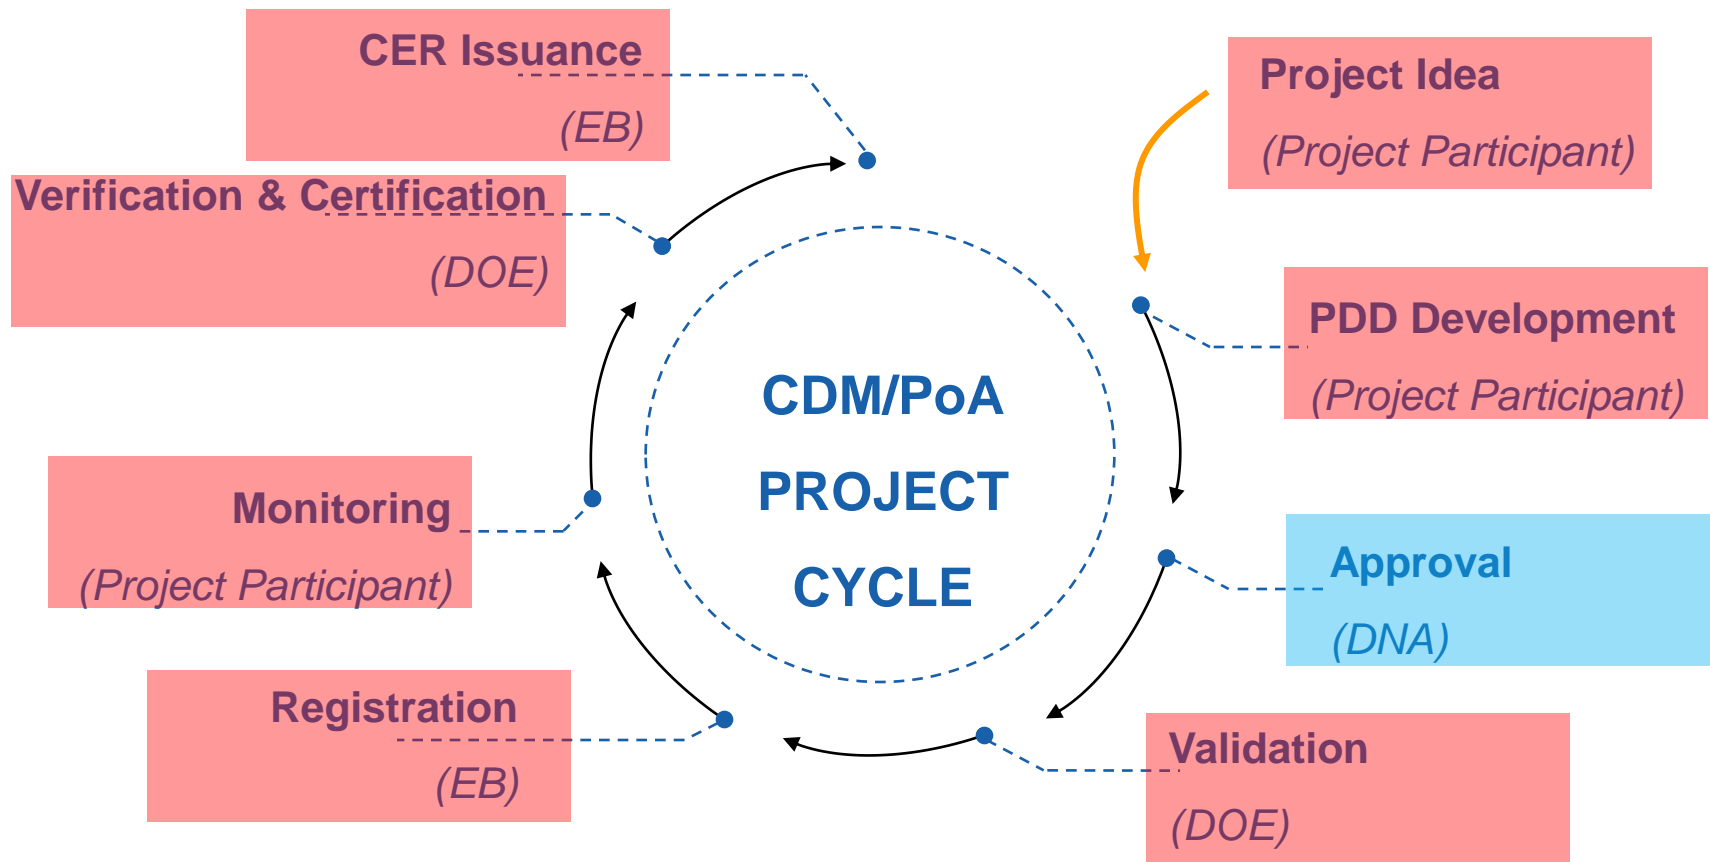 CER Issuance
(EB)
Project Idea
(Project Participant)
Verification & Certification
(DOE)
PDD Development
(Project Participant)
CDM/PoA
PROJECT
CYCLE
Monitoring
(Project Participant)
Approval
(DNA)
Registration
(EB)
Validation
(DOE)